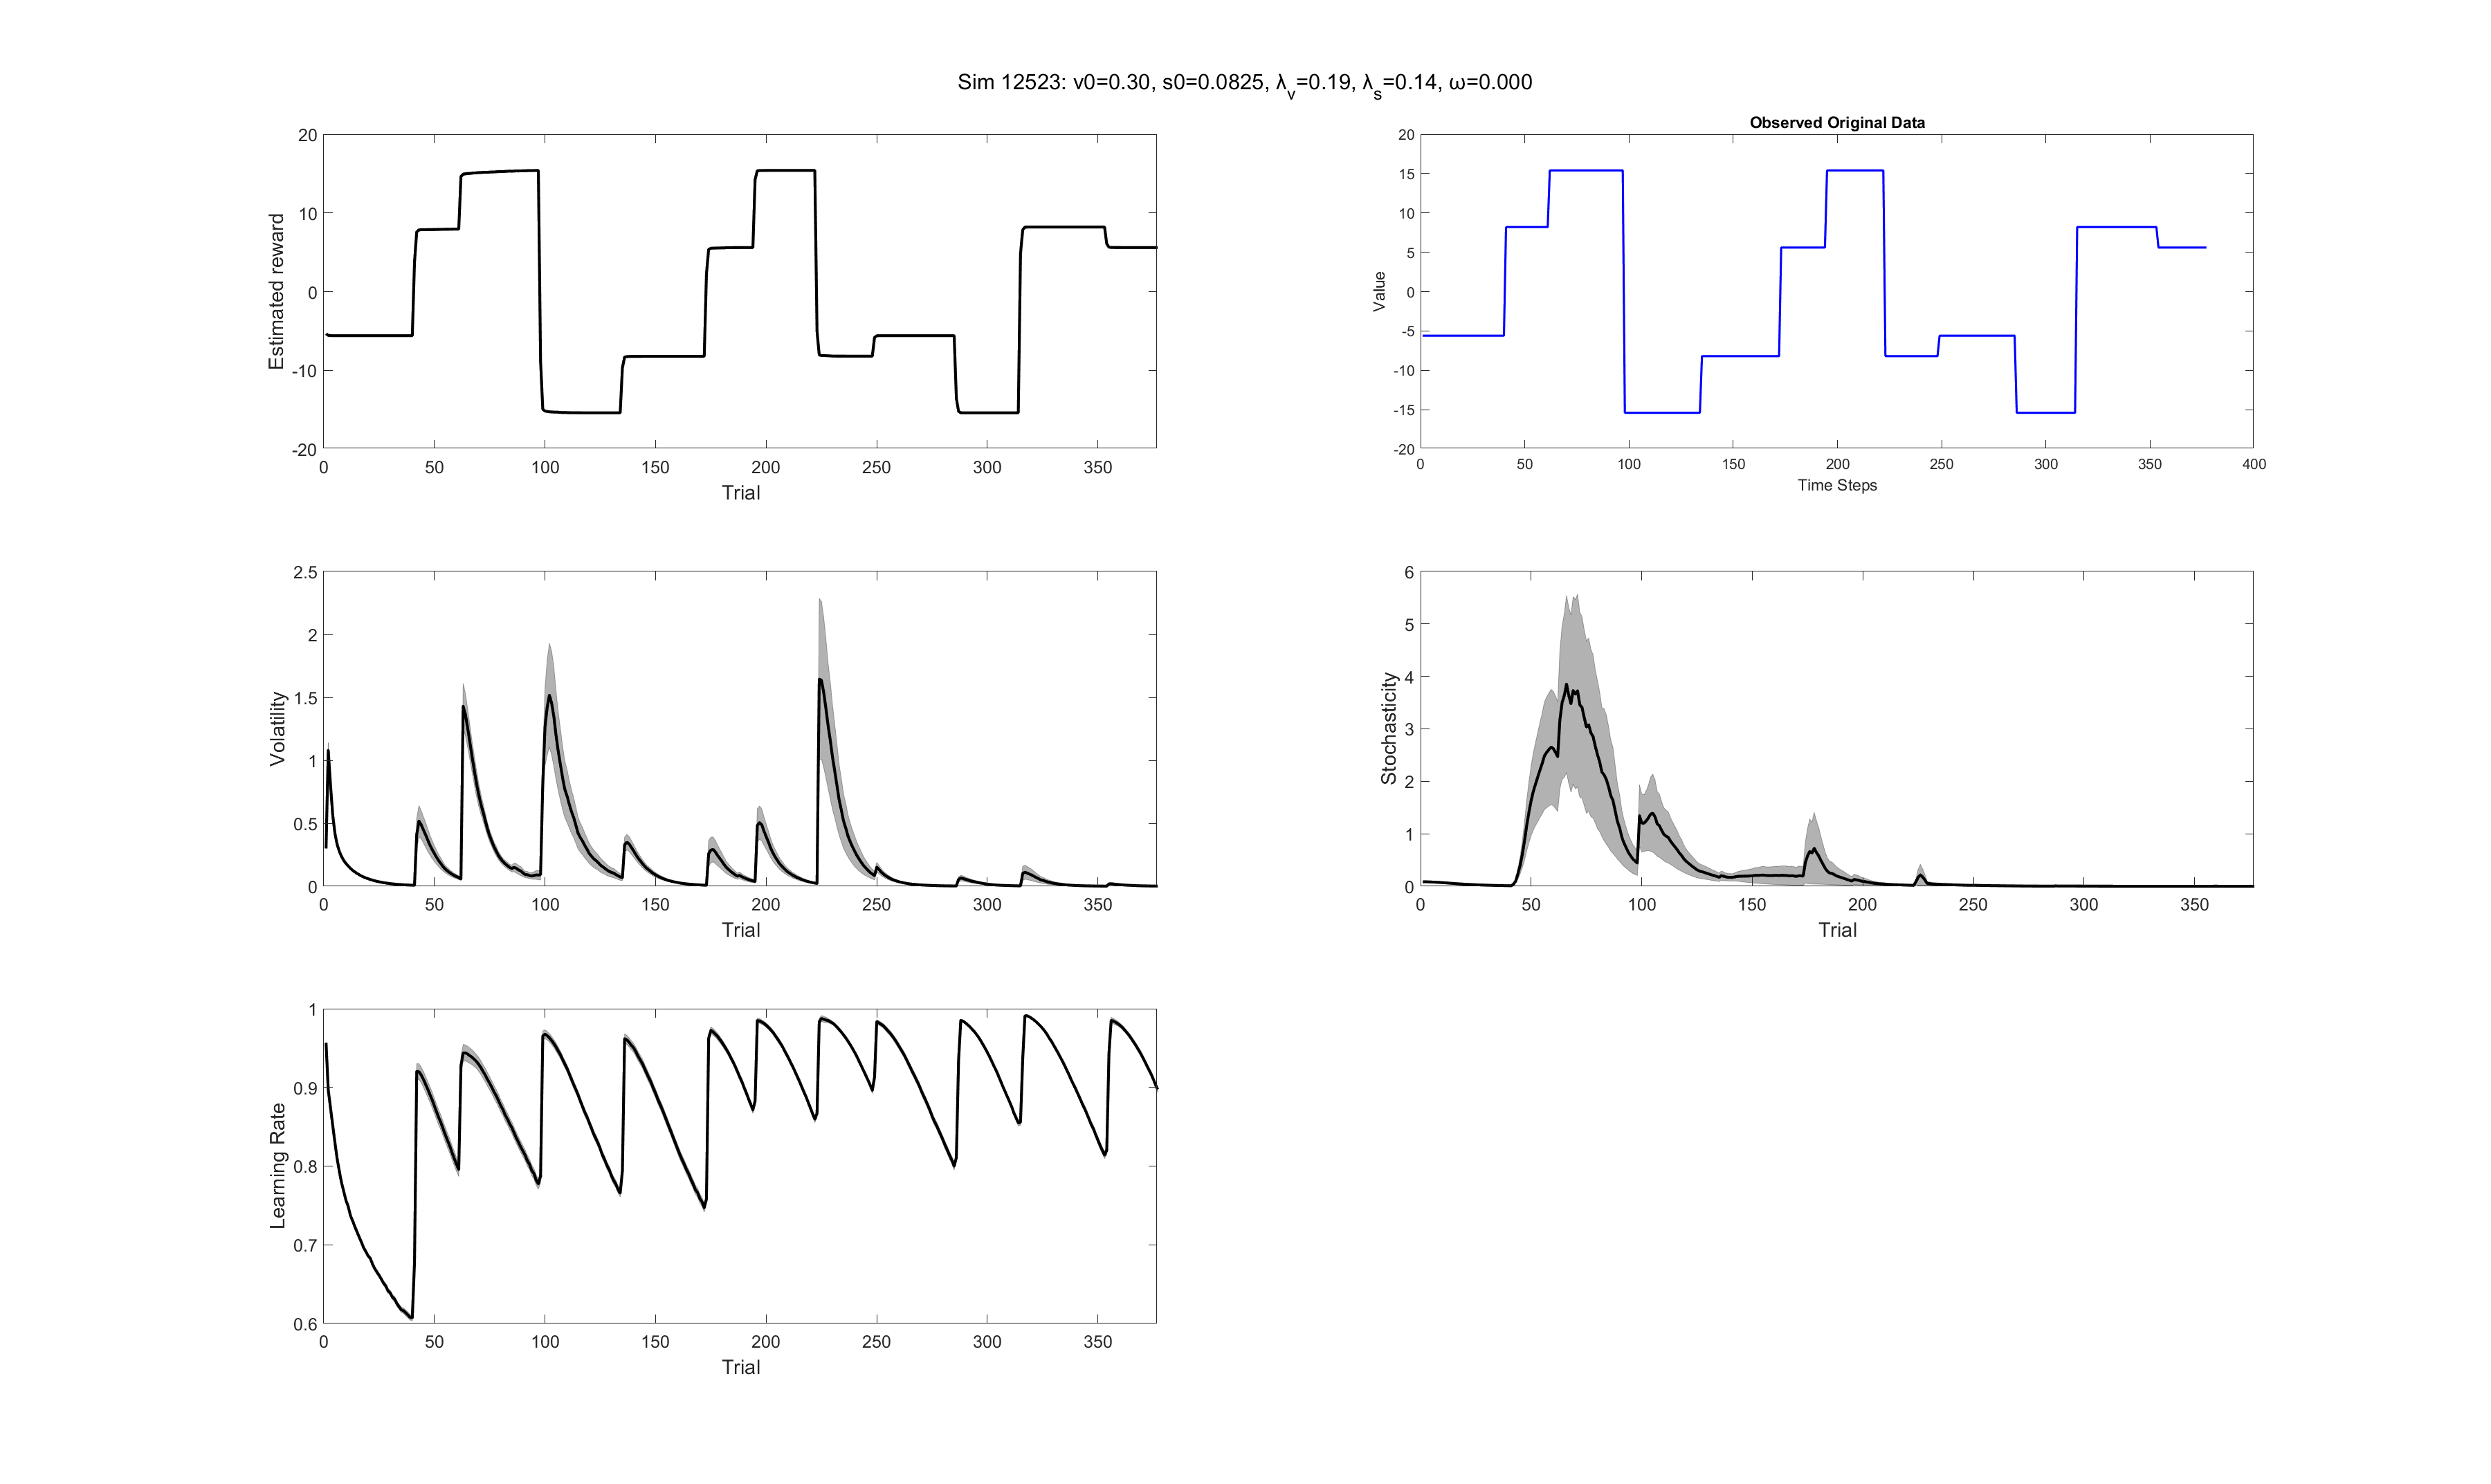 Sim 12523: v0=0.30, s0=0.0825, λv=0.19, λs=0.14, ω=0.000
20
10
0
-10
-20
Estimated reward
0 50 100 150 200 250 300 350
Trial
Observed Original Data
20
15
10
5
0
-5
-10
-15
-20
Value
0 50 100 150 200 250 300 350 400
Time Steps
2.5
2
1.5
1
0.5
0
Volatility
0 50 100 150 200 250 300 350
Trial
6
5
4
3
2
1
0
Stochasticity
0 50 100 150 200 250 300 350
Trial
1
0.9
0.8
0.7
0.6
Learning Rate
0 50 100 150 200 250 300 350
Trial